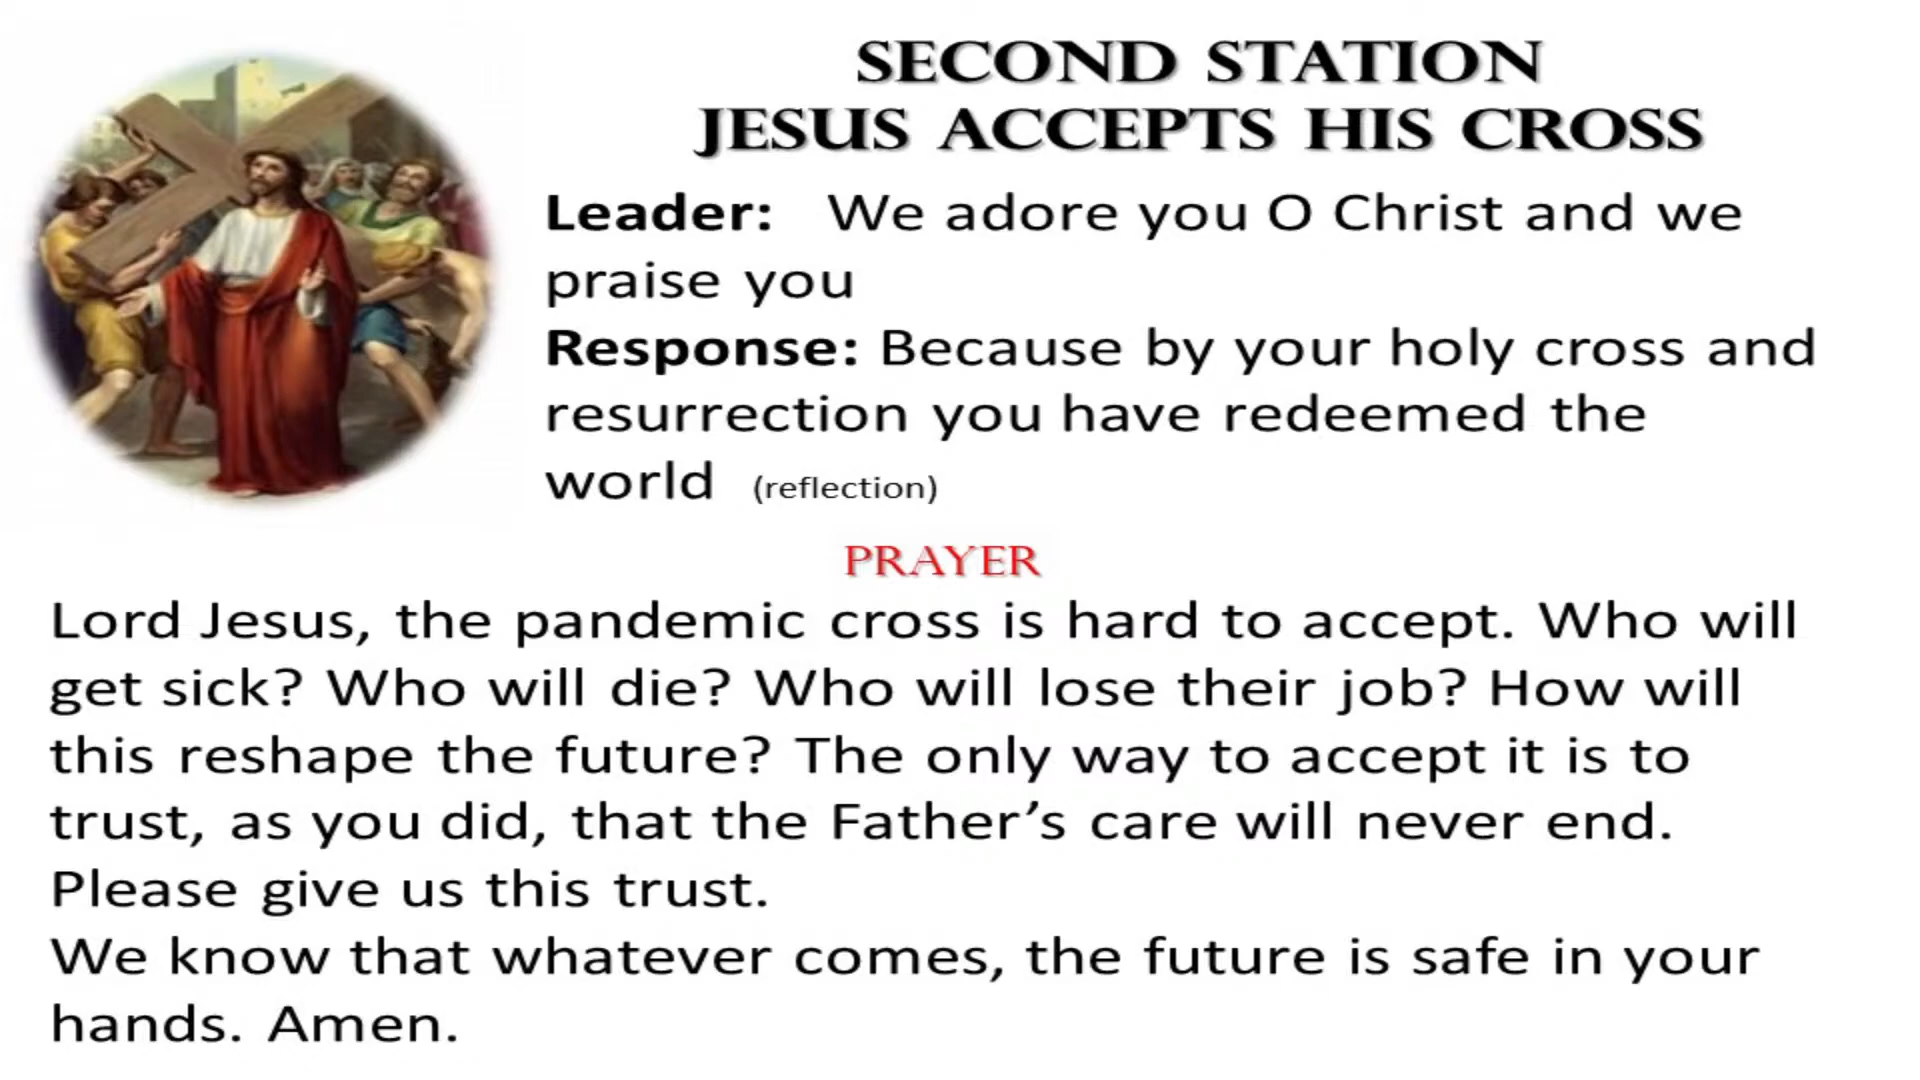 SECOND STATION
JESUS ACCEPTS HIS CROSS
Leader: We adore you O Christ and we
praise you
Response: Because by your holy cross and
resurrection you have redeemed the
world (reflection)
PRAYER
Lord Jesus, the pandemic cross is hard to accept. Who will
get sick? Who will die? Who will lose their job? How will
this reshape the future? The only way to accept it is to
trust, as you did, that the Father’s care will never end.
Please give us this trust.
We know that whatever comes, the future is safe in your
hands. Amen.